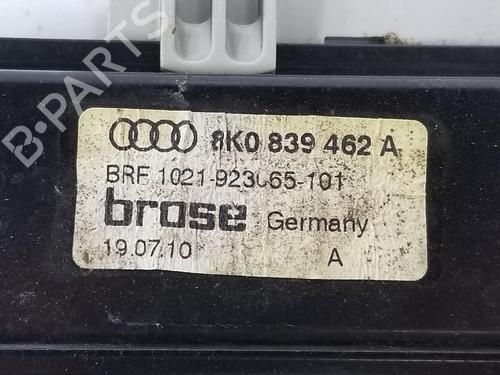 B-PARTS
8K0 839 462 A
BRF 1021-923065-101
brose Germany
19.07.10 A